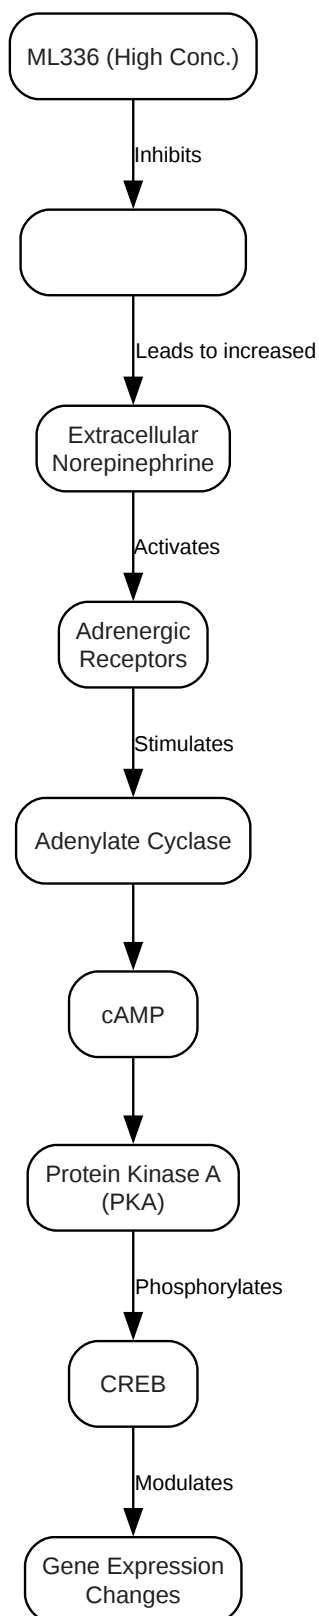 ML336 (High Conc.)
Inhibits
Leads to increased
Extracellular
Norepinephrine
Activates
Adrenergic
Receptors
Stimulates
Adenylate Cyclase
cAMP
Protein Kinase A
(PKA)
Phosphorylates
CREB
Modulates
Gene Expression
Changes